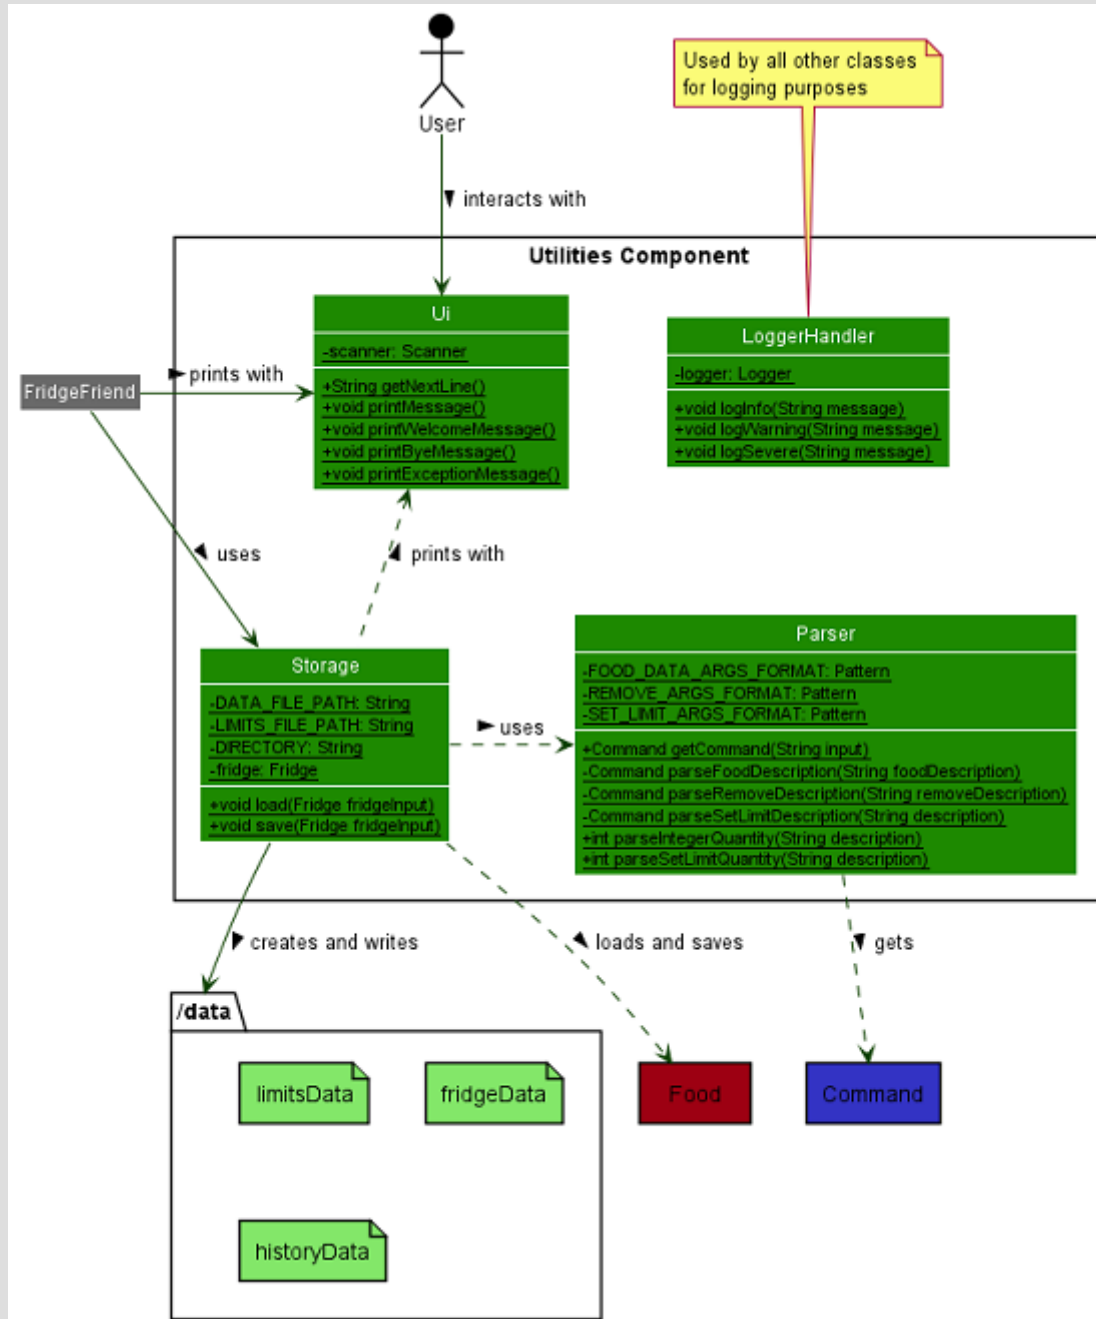 Used by all other classes
for logging purposes
User
interacts with
Utilities Component
Ui
-scanner: Scanner
+String getNextLine()
+void printMessage()
+void printWelcomeMessage()
+void printByeMessage()
+void printExceptionMessage()
LoggerHandler
-logger: Logger
+void logInfo(String message)
+void logWarning(String message)
+void logSevere(String message)
FridgeFriend
prints with
uses
prints with
Storage
-DATA_FILE_PATH: String
-LIMITS_FILE_PATH: String
-DIRECTORY: String
-fridge: Fridge
+void load(Fridge fridgeInput)
+void save(Fridge fridgeInput)
uses
Parser
-FOOD_DATA_ARGS_FORMAT: Pattern
-REMOVE_ARGS_FORMAT: Pattern
-SET_LIMIT_ARGS_FORMAT: Pattern
+Command getCommand(String input)
-Command parseFoodDescription(String foodDescription)
-Command parseRemoveDescription(String removeDescription)
-Command parseSetLimitDescription(String description)
+int parseIntegerQuantity(String description)
+int parseSetLimitQuantity(String description)
creates and writes
loads and saves
gets
/data
limitsData
fridgeData
historyData
Food
Command